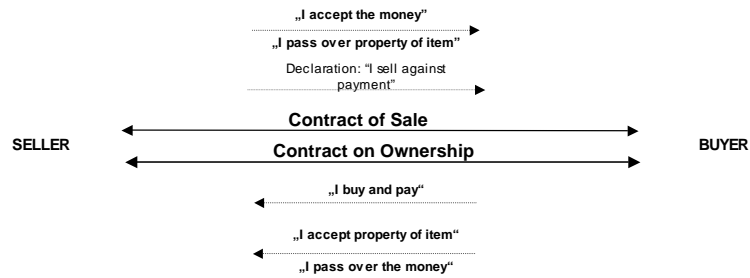 „I accept the money”
„I pass over property of item”
Declaration: “I sell against
payment”
Contract of Sale
SELLER
BUYER
Contract on Ownership
„I buy and pay“
„I accept property of item“
„I pass over the money“